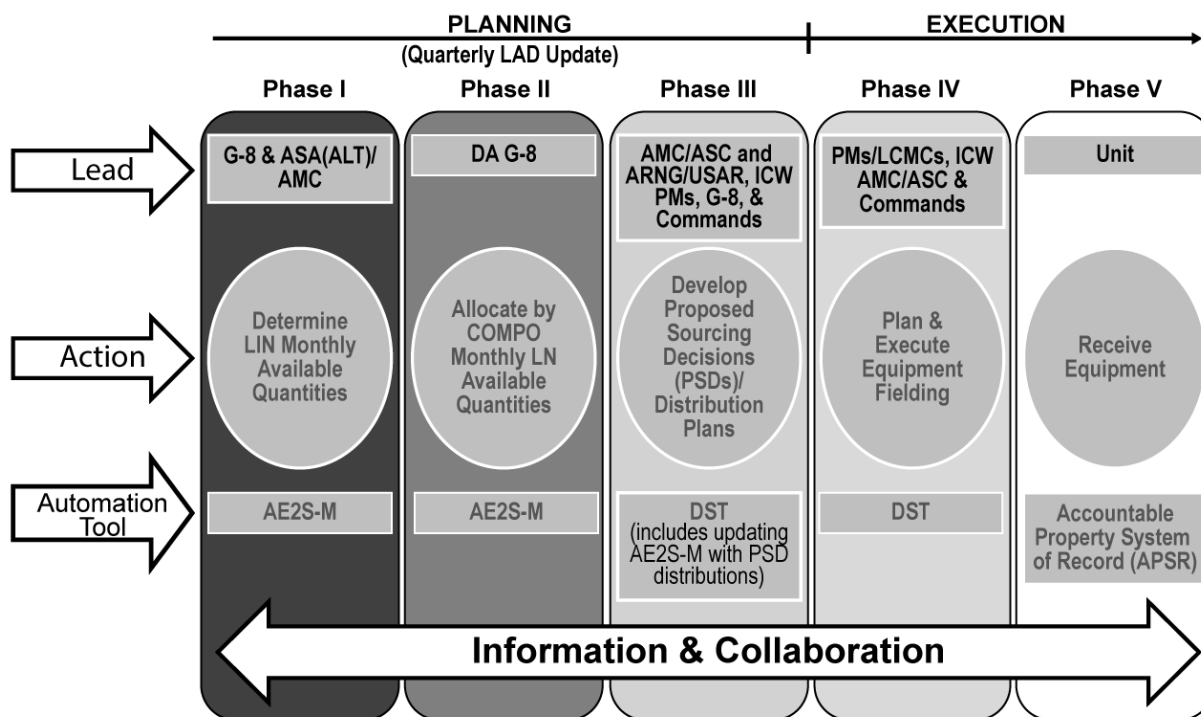 PLANNING
(Quarterly LAD Update)
EXECUTION
Phase I
Phase II
Phase III
Phase IV
Phase V
Lead
G-8 & ASA(ALT)/
AMC
DA G-8
AMC/ASC and
ARNG/USAR, ICW
PMs, G-8, &
Commands
PMs/LCMCs, ICW
AMC/ASC &
Commands
Unit
Action
Determine
LIN Monthly
Available
Quantities
Allocate by
COMPO
Monthly LN
Available
Quantities
Develop
Proposed
Sourcing
Decisions
(PSDs)/
Distribution
Plans
Plan &
Execute
Equipment
Fielding
Receive
Equipment
Automation
Tool
AE2S-M
AE2S-M
DST
(includes updating
AE2S-M with PSD
distributions)
DST
Accountable
Property System
of Record (APSR)
Information & Collaboration